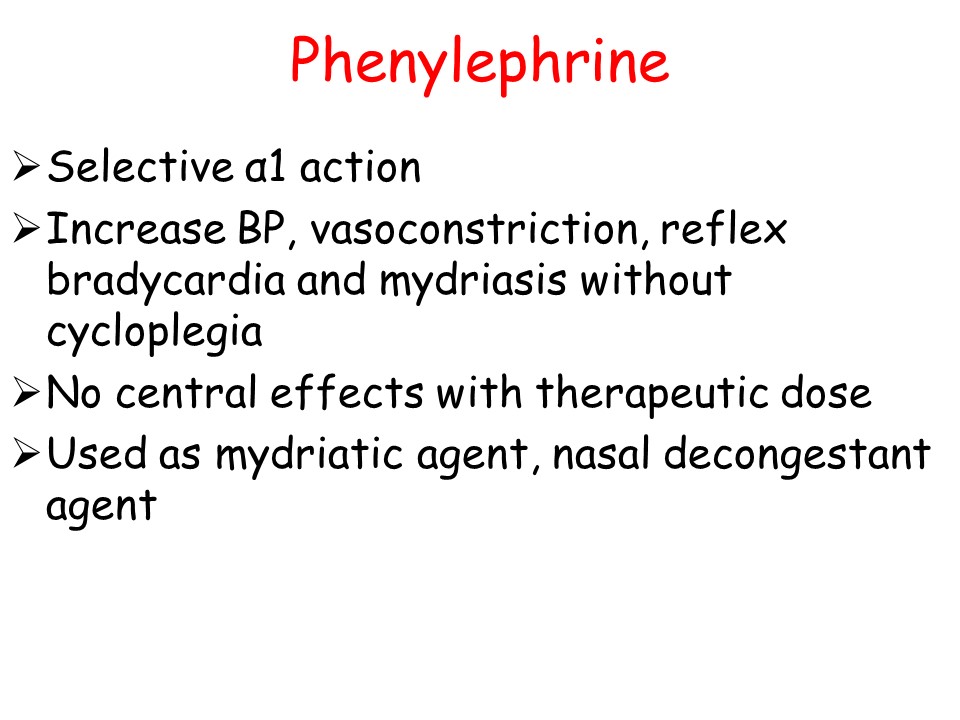 Phenylephrine
➢Selective α1 action
➢Increase BP, vasoconstriction, reflex
bradycardia and mydriasis without
cycloplegia
➢No central effects with therapeutic dose
➢Used as mydriatic agent, nasal decongestant
agent